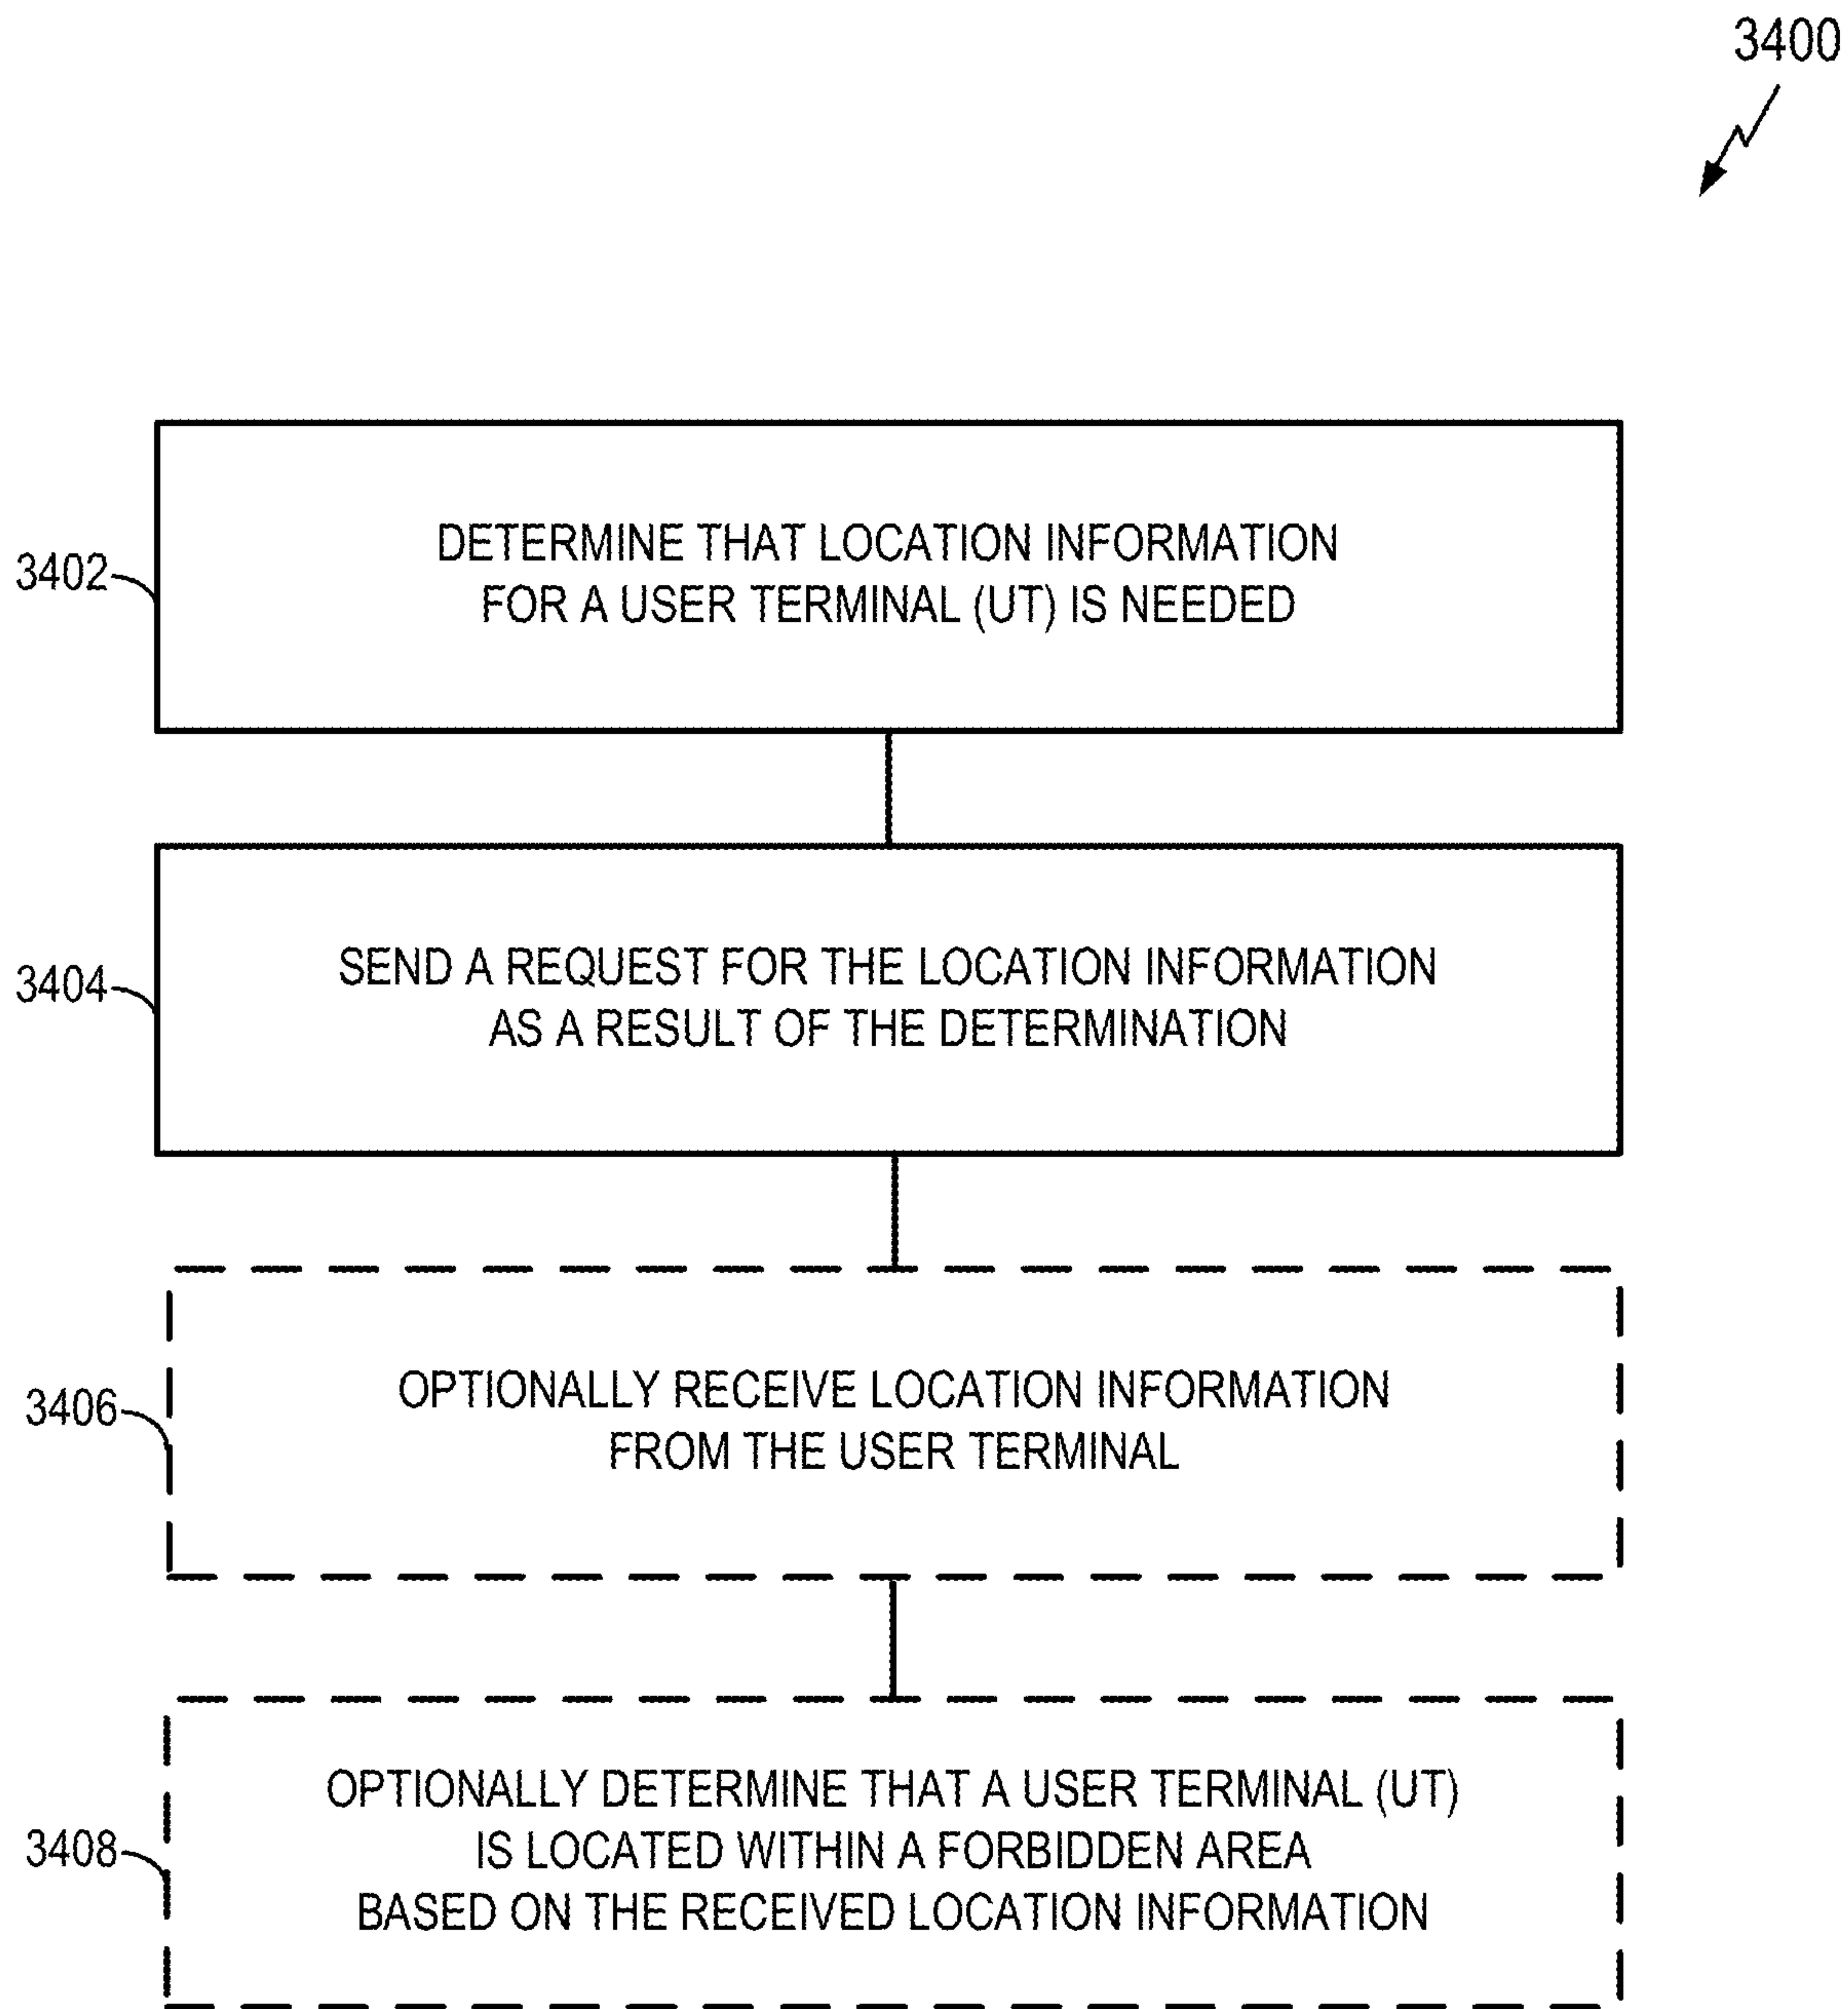 3400
3402
DETERMINE THAT LOCATION INFORMATION
FOR A USER TERMINAL (UT) IS NEEDED
3404
SEND A REQUEST FOR THE LOCATION INFORMATION
AS A RESULT OF THE DETERMINATION
3406
OPTIONALLY RECEIVE LOCATION INFORMATION
FROM THE USER TERMINAL
3408
OPTIONALLY DETERMINE THAT A USER TERMINAL (UT)
IS LOCATED WITHIN A FORBIDDEN AREA
BASED ON THE RECEIVED LOCATION INFORMATION